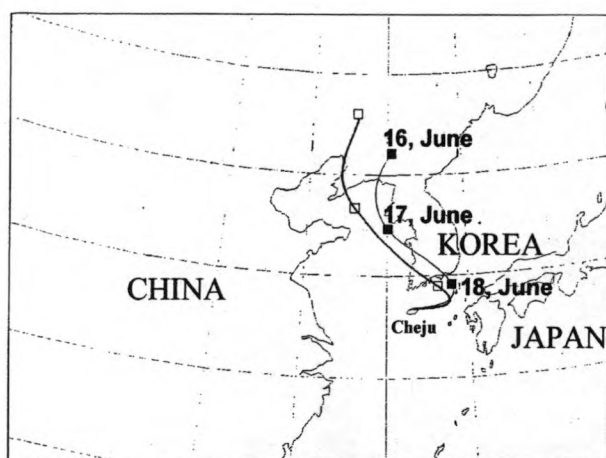 16, June
17, June
KOREA
CHINA
18, June
Cheju
JAPAN